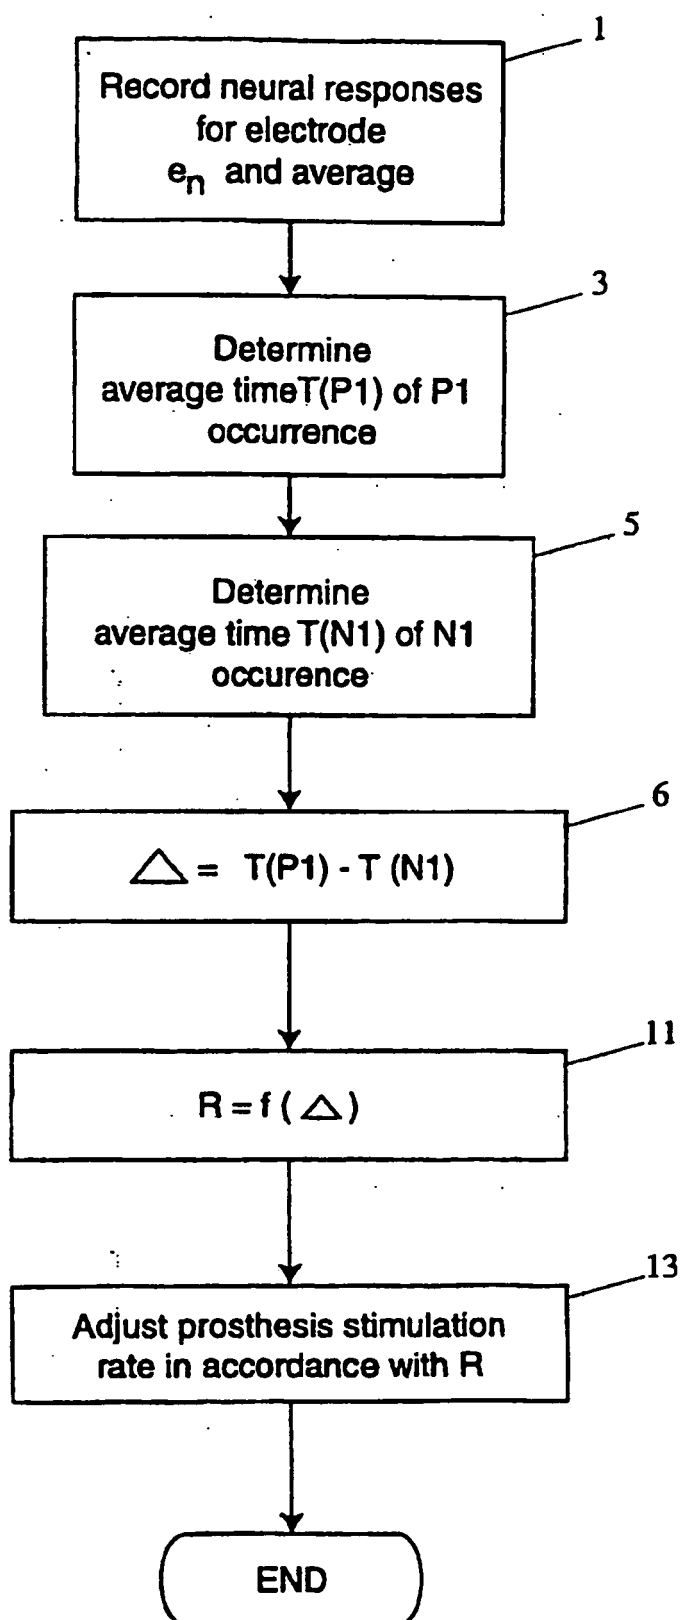 1
Record neural responses
for electrode
en and average
3
Determine
average timeT(P1) of P1
occurrence
5
Determine
average time T(N1) of N1
occurence
6
△ = T(P1) - T (N1)
11
R = f ( △ )
13
Adjust prosthesis stimulation
rate in accordance with R
END